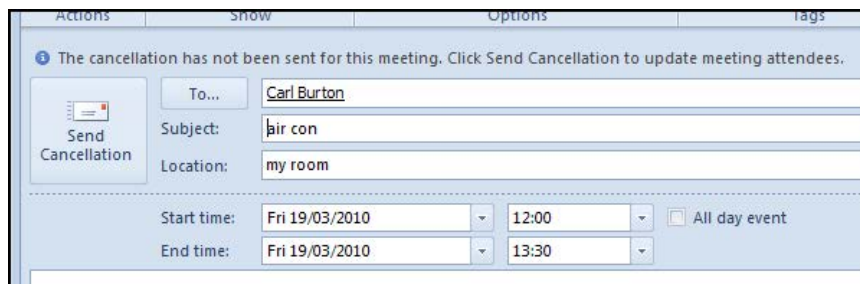 Actions Show Options Tags
The cancellation has not been sent for this meeting. Click Send Cancellation to update meeting attendees.
Send
Cancellation
To... Carl Burton
Subject: air con
Location: my room
Start time: Fri 19/03/2010 12:00 All day event
End time: Fri 19/03/2010 13:30